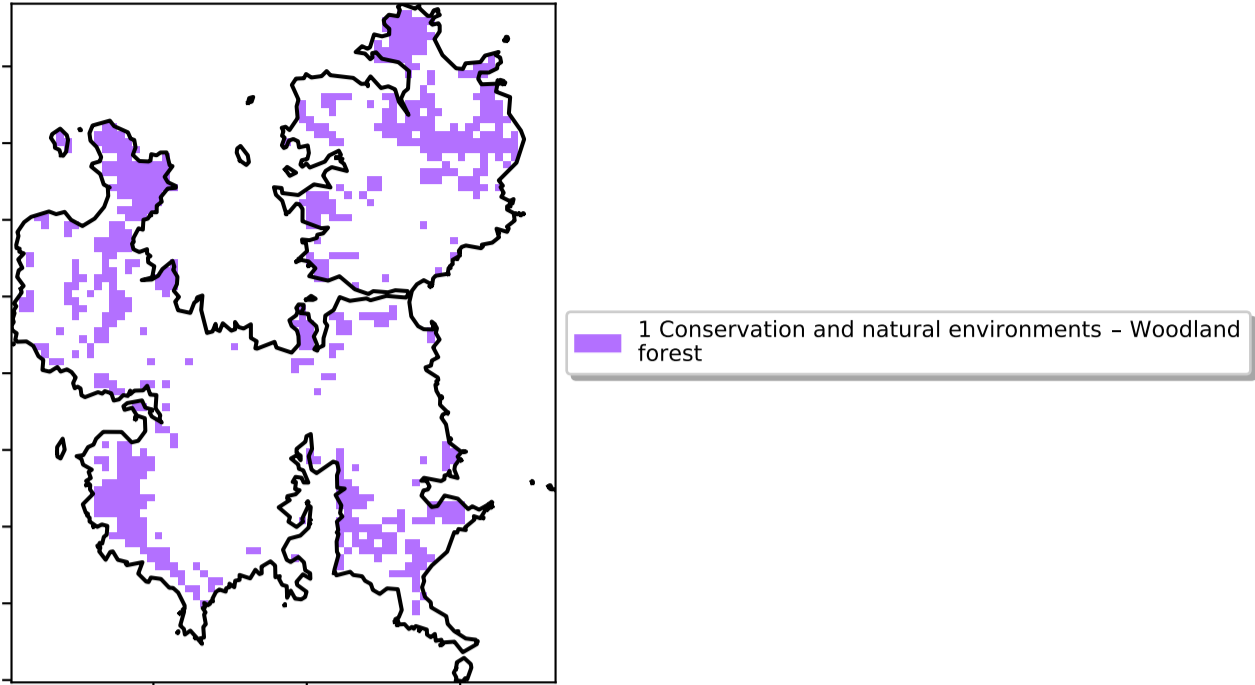 1 Conservation and natural environments – Woodland
forest